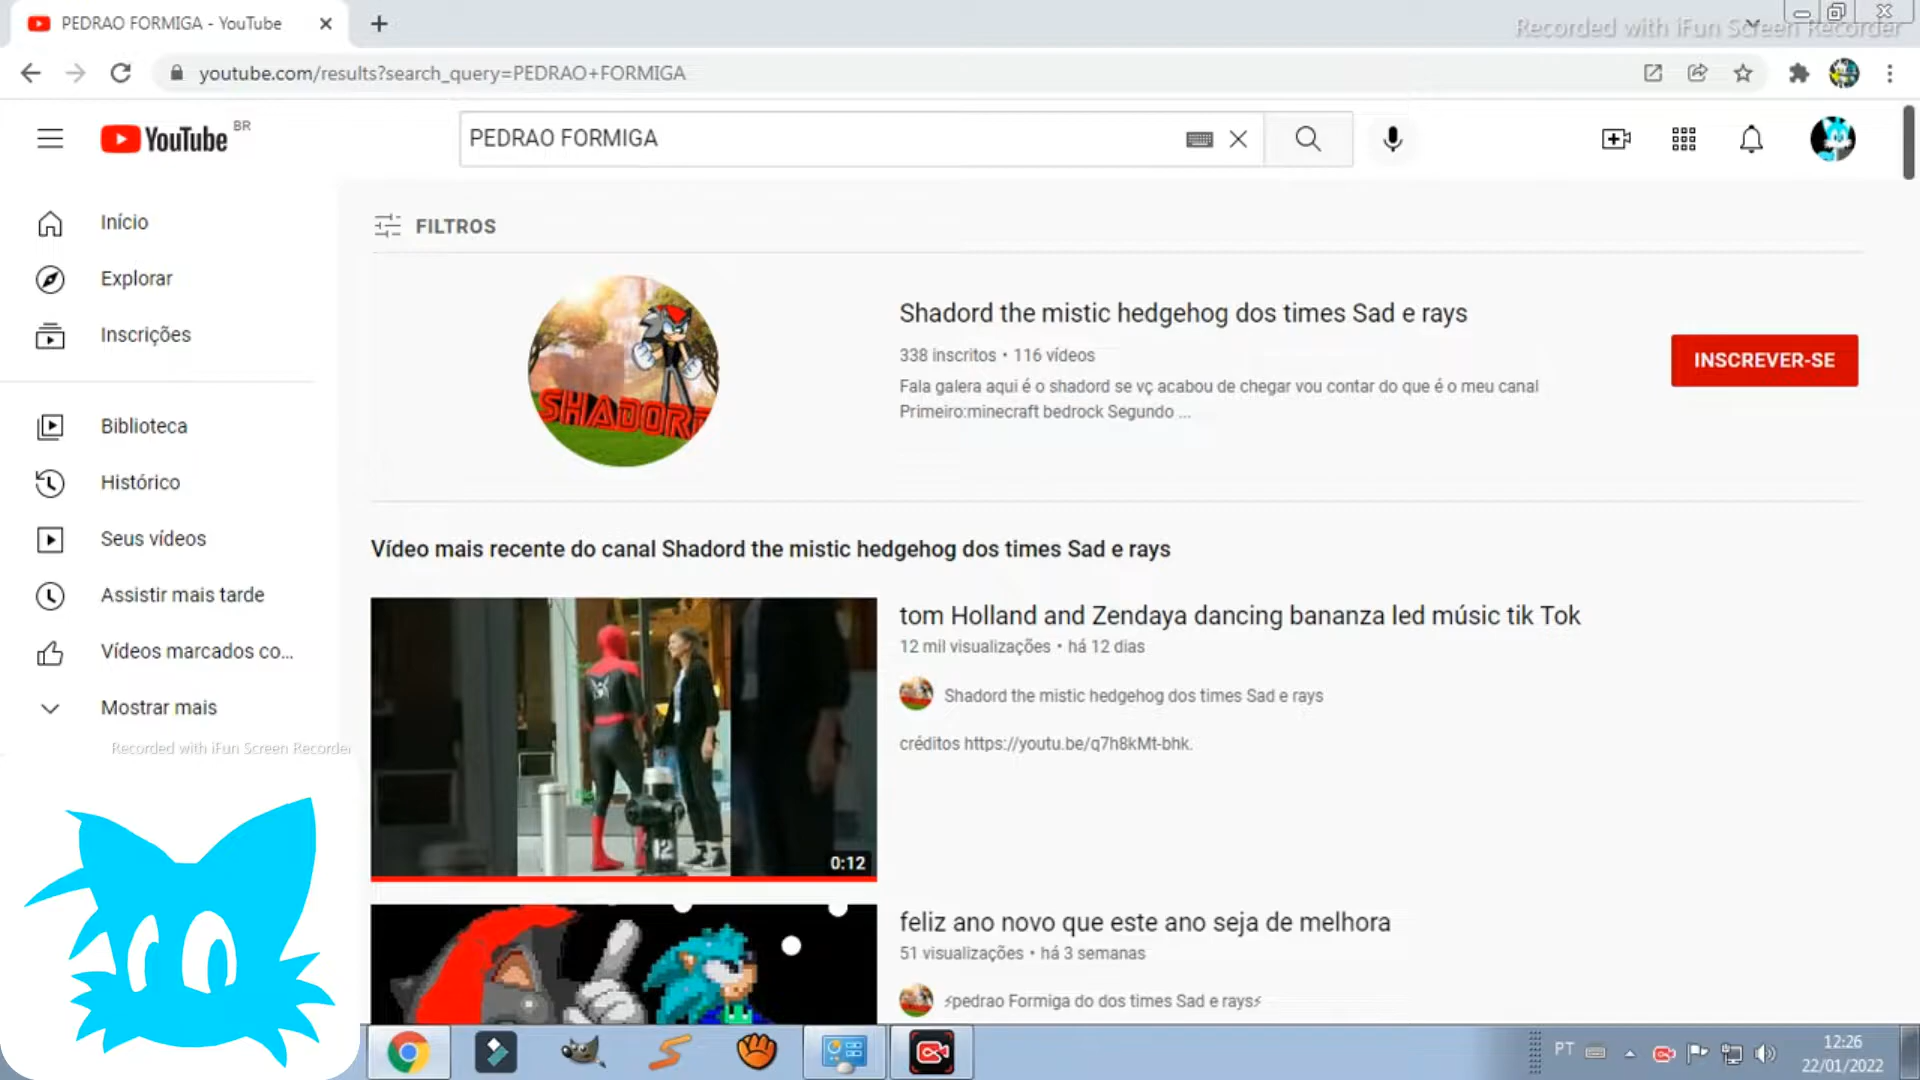 PEDRAO FORMIGA - YouTube
Recorded with iFun Screen Recorder
youtube.com/results?search_query=PEDRAO+FORMIGA
YouTube BR
PEDRAO FORMIGA
Início
Explorar
Inscrições
Biblioteca
Histórico
Seus vídeos
Assistir mais tarde
Vídeos marcados co...
Mostrar mais
Recorded with iFun Screen Recorder
FILTROS
SHADORD
Shadord the mistic hedgehog dos times Sad e rays
338 inscritos • 116 vídeos
Fala galera aqui é o shadord se vç acabou de chegar vou contar do que é o meu canal
Primeiro:minecraft bedrock Segundo ...
INSCREVER-SE
Vídeo mais recente do canal Shadord the mistic hedgehog dos times Sad e rays
0:12
tom Holland and Zendaya dancing bananza led músic tik Tok
12 mil visualizações • há 12 dias
Shadord the mistic hedgehog dos times Sad e rays
créditos https://youtu.be/q7h8kMt-bhk.
feliz ano novo que este ano seja de melhora
51 visualizações • há 3 semanas
⚡pedrao Formiga do dos times Sad e rays⚡
PT
12:26
22/01/2022